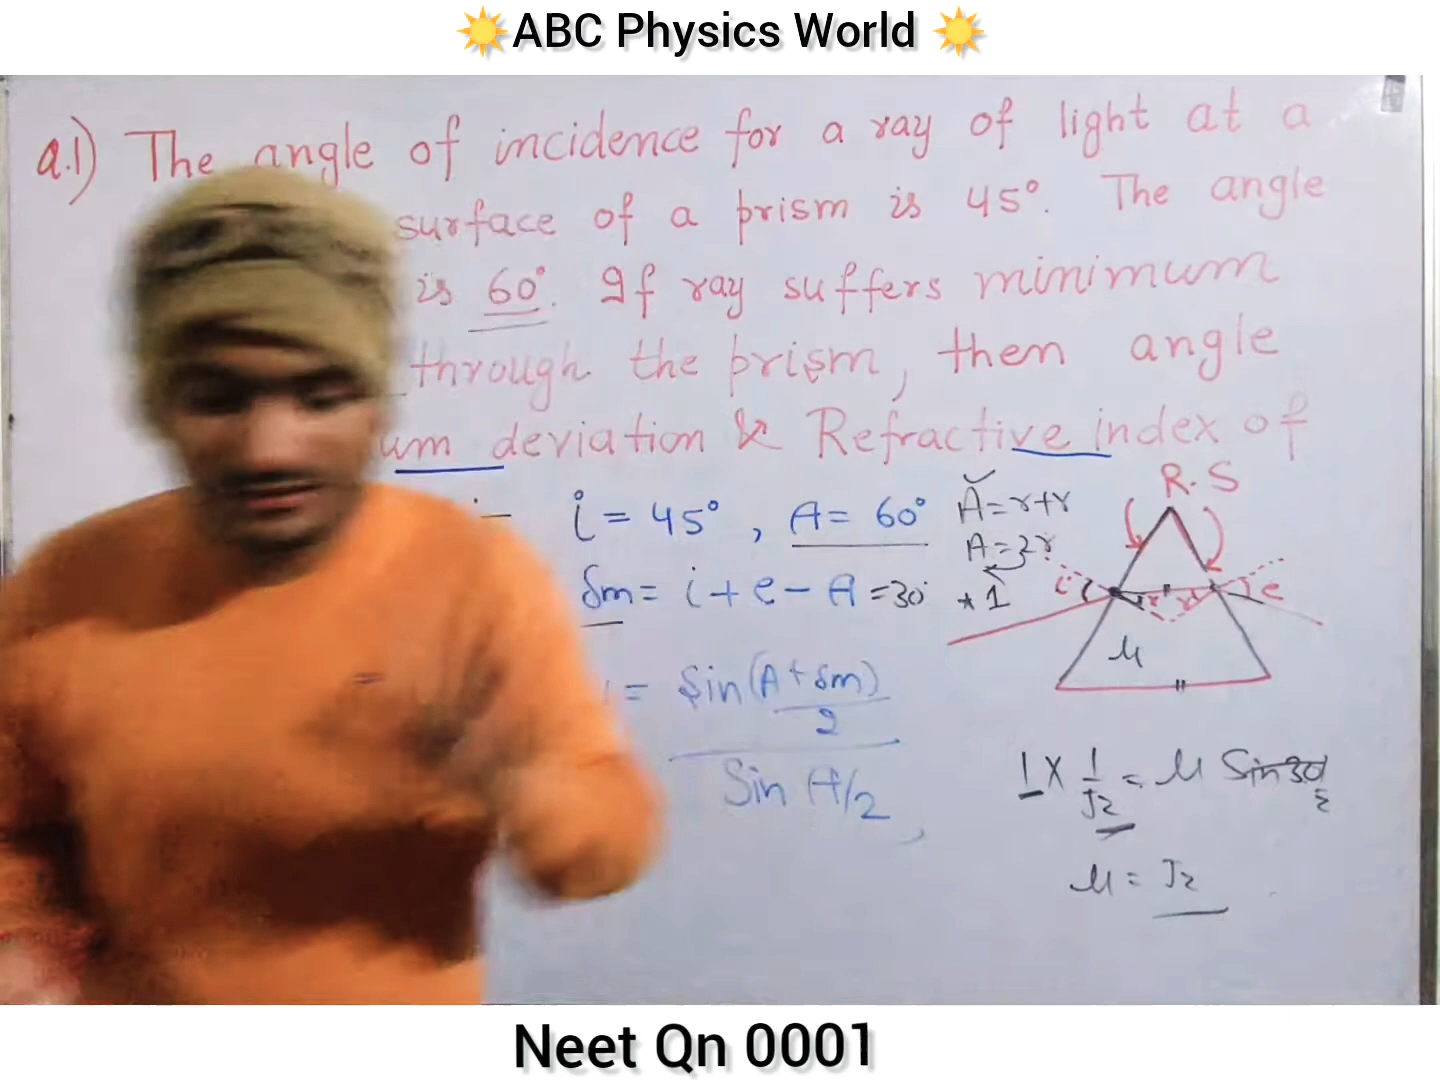 ☀ABC Physics World ☀
Q.1) The angle of incidence for a ray of light at a
surface of a prism is 45°. The angle
is 60°. If ray suffers minimum
through the prism, then angle
um deviation & Refractive index of
R.S
i = 45° , A = 60°
A = r+r
A = 2r
δm = i + e - A = 30
* 1
i
r
r
e
μ
= Sin(A + δm)
2
Sin A/2 ,
1 X 1/√2 = μ Sin30
μ = √2
Neet Qn 0001